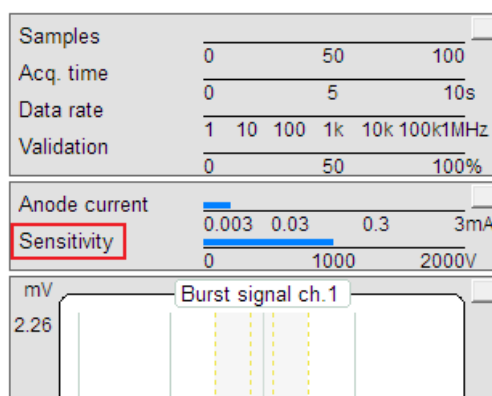 Samples
0 50 100
Acq. time
0 5 10s
Data rate
1 10 100 1k 10k 100k 1MHz
Validation
0 50 100%
Anode current
0.003 0.03 0.3 3mA
Sensitivity
0 1000 2000V
mV Burst signal ch.1
2.26